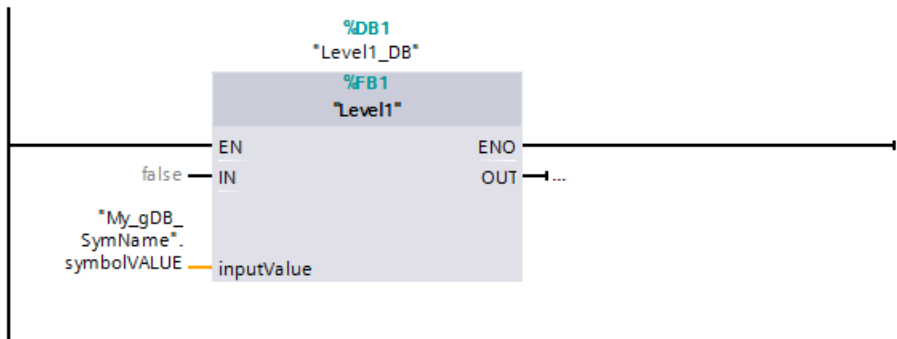 %DB1
"Level1_DB"
%FB1
"Level1"
EN ENO
false IN OUT ...
"My_gDB_
SymName".
symbolVALUE inputValue